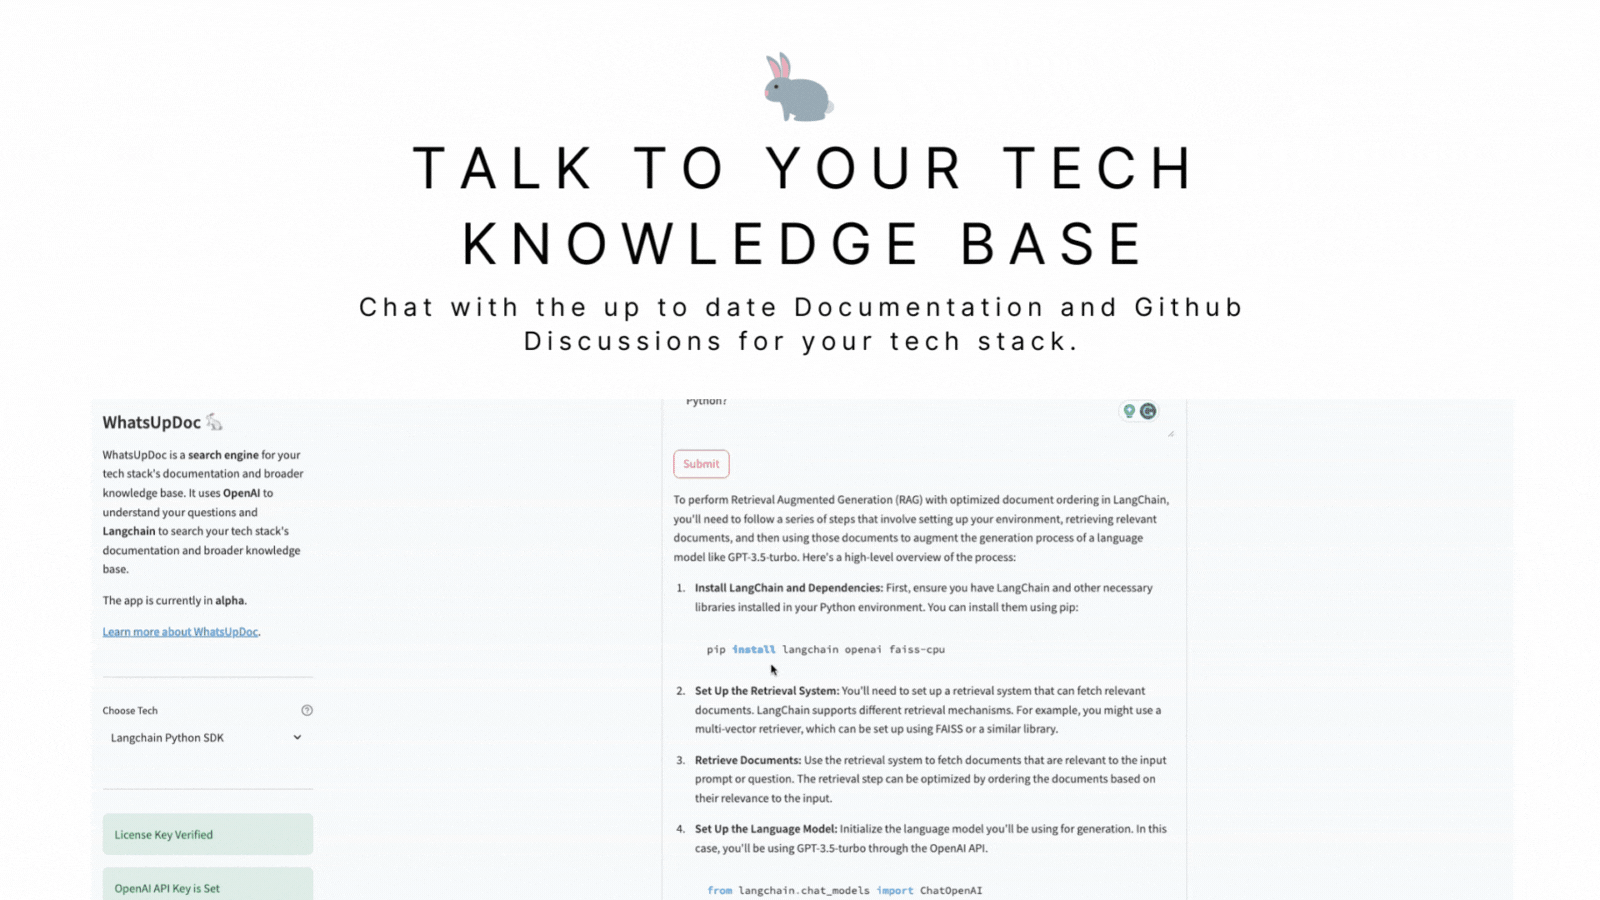 TALK TO YOUR TECH
KNOWLEDGE BASE
Chat with the up to date Documentation and Github
Discussions for your tech stack.
WhatsUpDoc
WhatsUpDoc is a search engine for your
tech stack's documentation and broader
knowledge base. It uses OpenAI to
understand your questions and
Langchain to search your tech stack's
documentation and broader knowledge
base.
The app is currently in alpha.
Learn more about WhatsUpDoc.
Choose Tech
Langchain Python SDK
License Key Verified
OpenAI API Key is Set
Python?
Submit
To perform Retrieval Augmented Generation (RAG) with optimized document ordering in LangChain,
you'll need to follow a series of steps that involve setting up your environment, retrieving relevant
documents, and then using those documents to augment the generation process of a language
model like GPT-3.5-turbo. Here's a high-level overview of the process:
1. Install LangChain and Dependencies: First, ensure you have LangChain and other necessary
libraries installed in your Python environment. You can install them using pip:
pip install langchain openai faiss-cpu
2. Set Up the Retrieval System: You'll need to set up a retrieval system that can fetch relevant
documents. LangChain supports different retrieval mechanisms. For example, you might use a
multi-vector retriever, which can be set up using FAISS or a similar library.
3. Retrieve Documents: Use the retrieval system to fetch documents that are relevant to the input
prompt or question. The retrieval step can be optimized by ordering the documents based on
their relevance to the input.
4. Set Up the Language Model: Initialize the language model you'll be using for generation. In this
case, you'll be using GPT-3.5-turbo through the OpenAI API.
from langchain.chat_models import ChatOpenAI